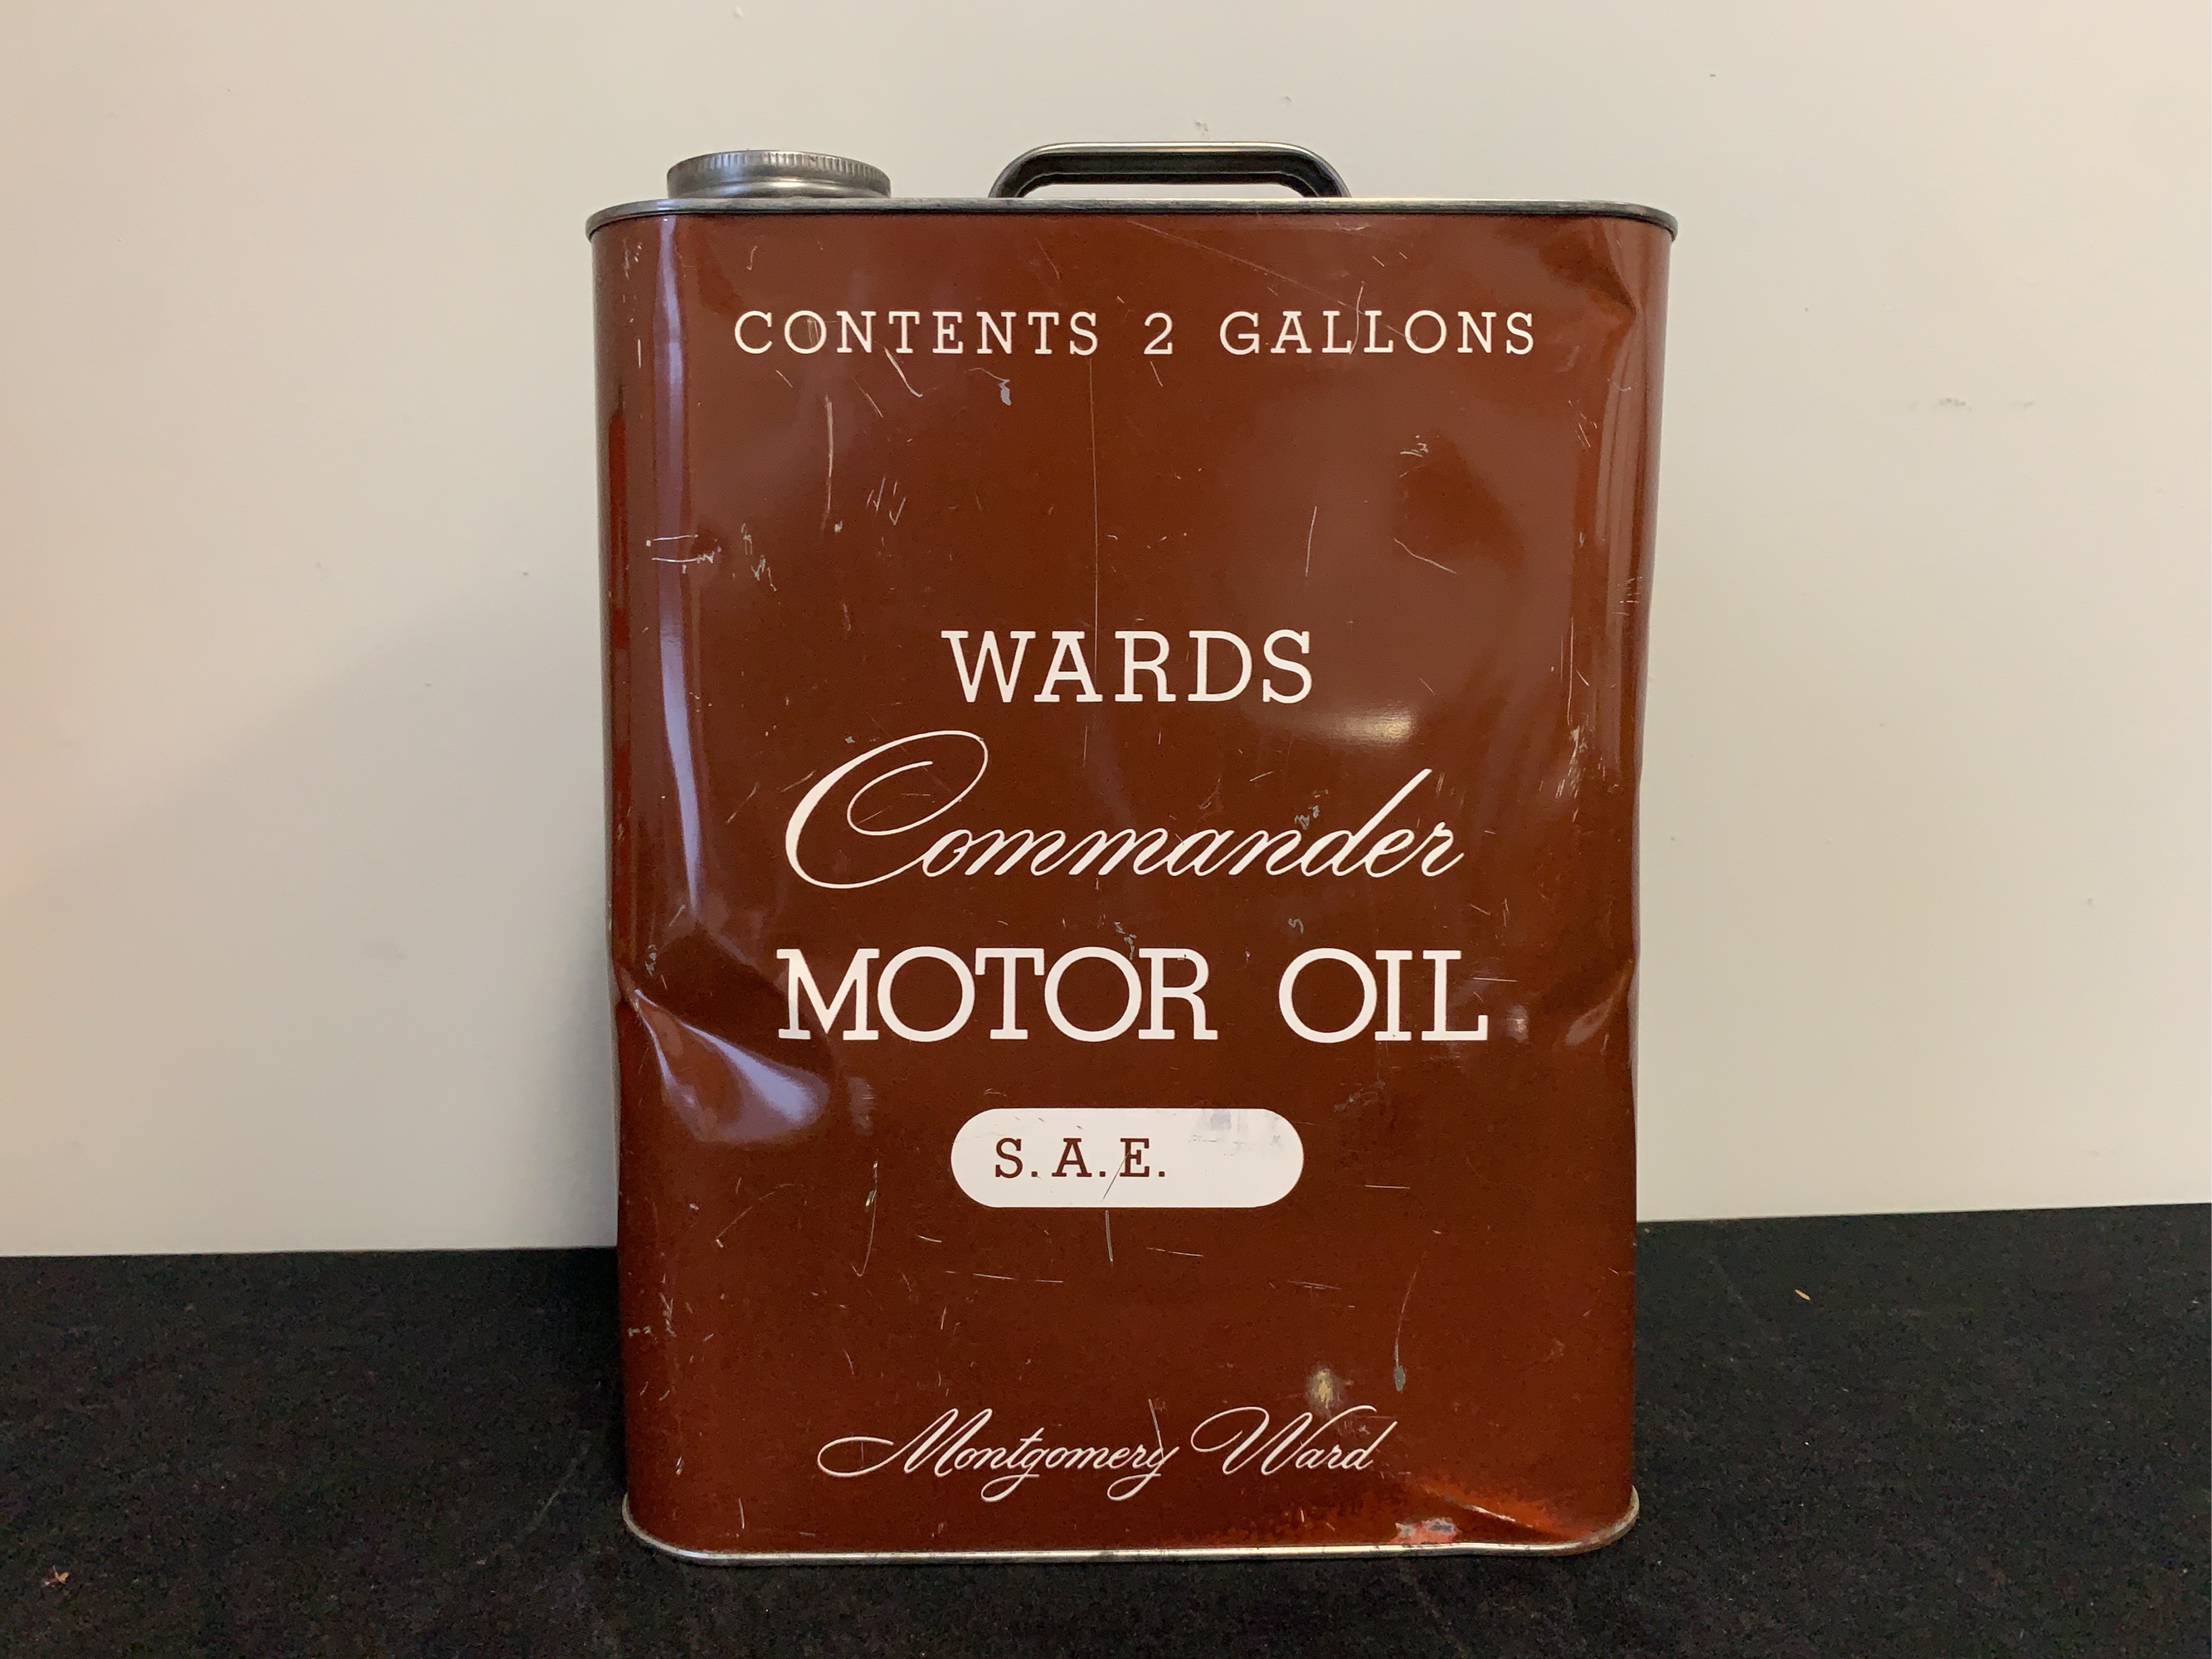 CONTENTS 2 GALLONS
WARDS
Commander
MOTOR OIL
S.A.E.
Montgomery Ward